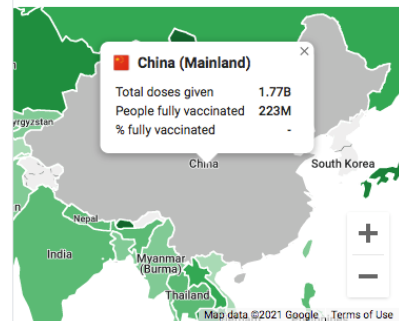 China (Mainland)
Total doses given 1.77B
People fully vaccinated 223M
% fully vaccinated -
yrgyzstan
China
South Korea
n
Nepal
India
Myanmar
(Burma)
Thailand
+
−
Map data ©2021 Google Terms of Use